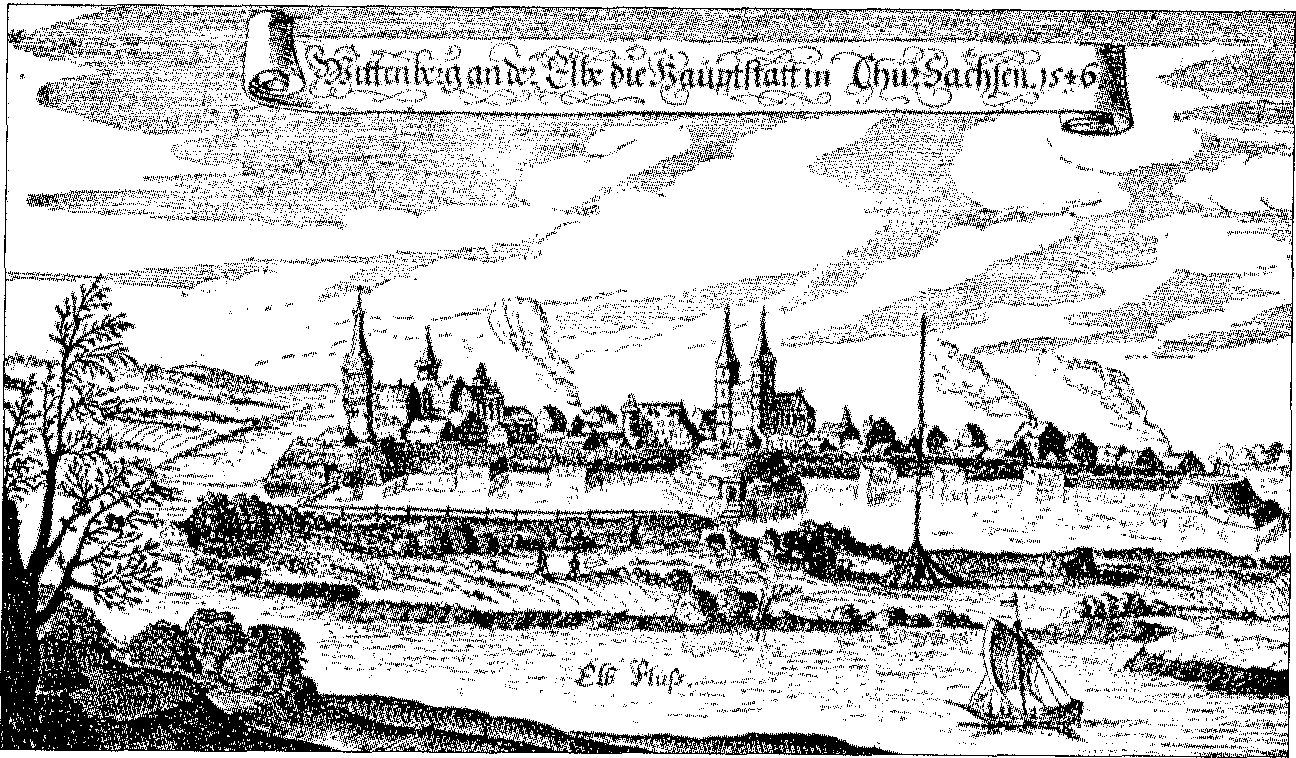 Wittenberg an der Elbe die Hauptstatt in Chur Sachsen. 1546
Elb Fluſs.